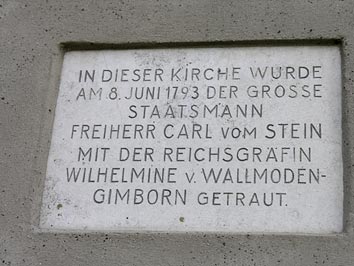 IN DIESER KIRCHE WURDE
AM 8. JUNI 1793 DER GROSSE
STAATSMANN
FREIHERR CARL VOM STEIN
MIT DER REICHSGRÄFIN
WILHELMINE v. WALLMODEN-
GIMBORN GETRAUT.